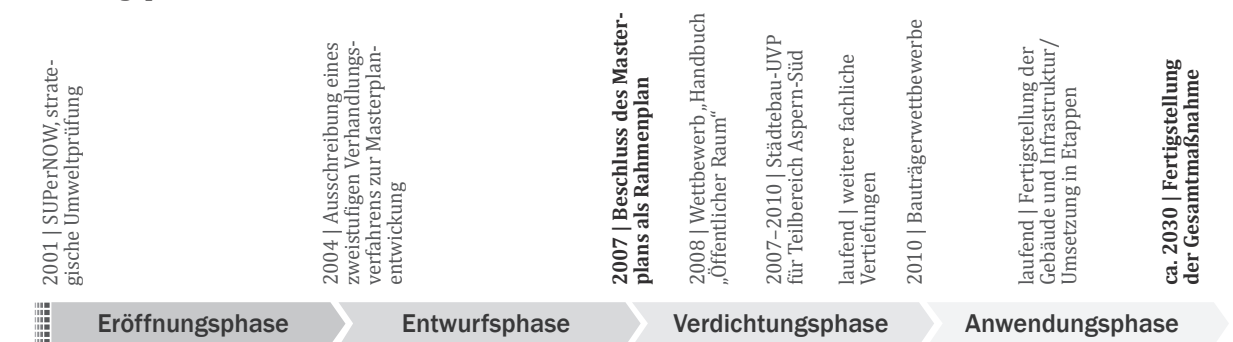 2001 | SUPerNOW, strate-
gische Umweltprüfung
2004 | Ausschreibung eines
zweistufigen Verhandlungs-
verfahrens zur Masterplan-
entwickung
2007 | Beschluss des Master-
plans als Rahmenplan
2008 | Wettbewerb „Handbuch
„Öffentlicher Raum“
2007–2010 | Städtebau-UVP
für Teilbereich Aspern-Süd
laufend | weitere fachliche
Vertiefungen
2010 | Bauträgerwettbewerbe
laufend | Fertigstellung der
Gebäude und Infrastruktur/
Umsetzung in Etappen
ca. 2030 | Fertigstellung
der Gesamtmaßnahme
Eröffnungsphase
Entwurfsphase
Verdichtungsphase
Anwendungsphase